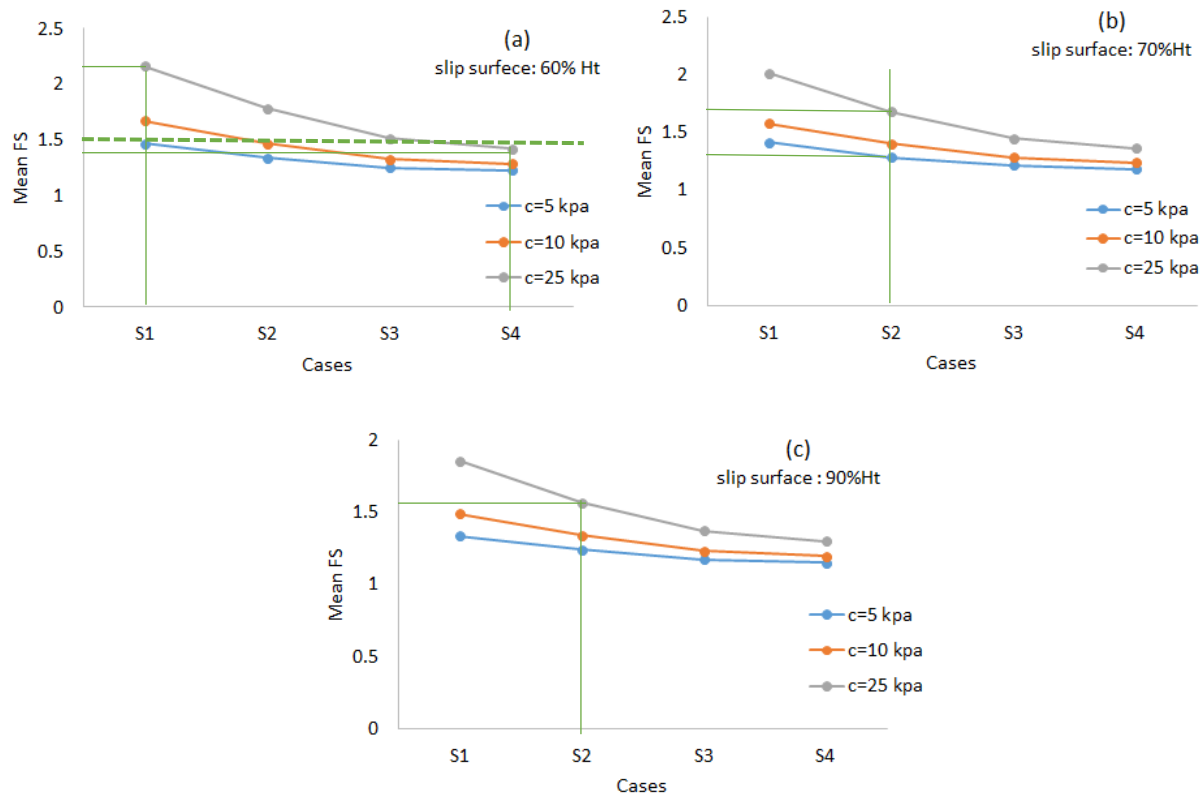 (a)
slip surfece: 60% Ht
2.5
2
1.5
1
0.5
0
Mean FS
S1 S2 S3 S4
Cases
c=5 kpa
c=10 kpa
c=25 kpa
(b)
slip surface: 70%Ht
2.5
2
1.5
1
0.5
0
Mean FS
S1 S2 S3 S4
Cases
c=5 kpa
c=10 kpa
c=25 kpa
(c)
slip surface : 90%Ht
2
1.5
1
0.5
0
Mean FS
S1 S2 S3 S4
Cases
c=5 kpa
c=10 kpa
c=25 kpa